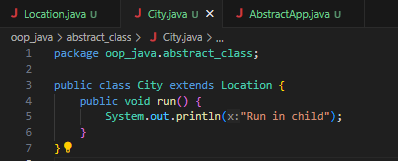 J Location.java U J City.java U X J AbstractApp.java U
oop_java > abstract_class > J City.java > ...
1 package oop_java.abstract_class;
2
3 public class City extends Location {
4 public void run() {
5 System.out.println(x:"Run in child");
6 }
7 }